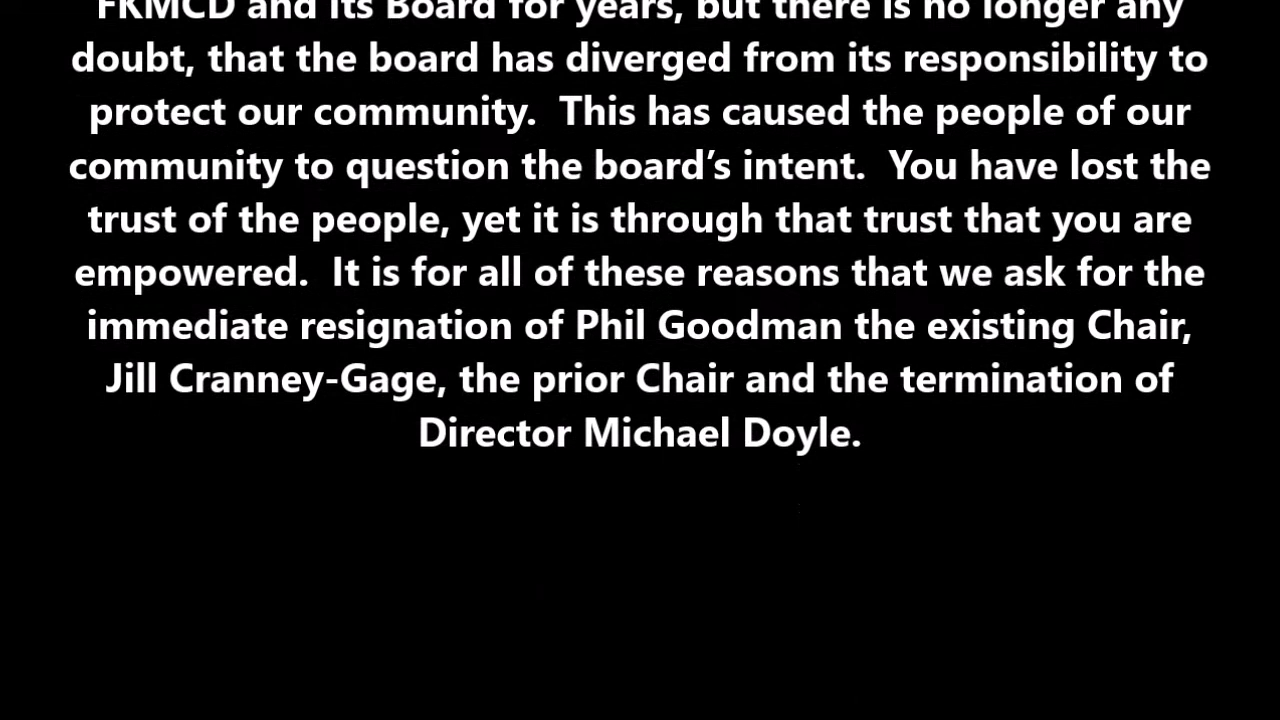 FKMCD and its Board for years, but there is no longer any
doubt, that the board has diverged from its responsibility to
protect our community.  This has caused the people of our
community to question the board’s intent.  You have lost the
trust of the people, yet it is through that trust that you are
empowered.  It is for all of these reasons that we ask for the
immediate resignation of Phil Goodman the existing Chair,
Jill Cranney-Gage, the prior Chair and the termination of
Director Michael Doyle.